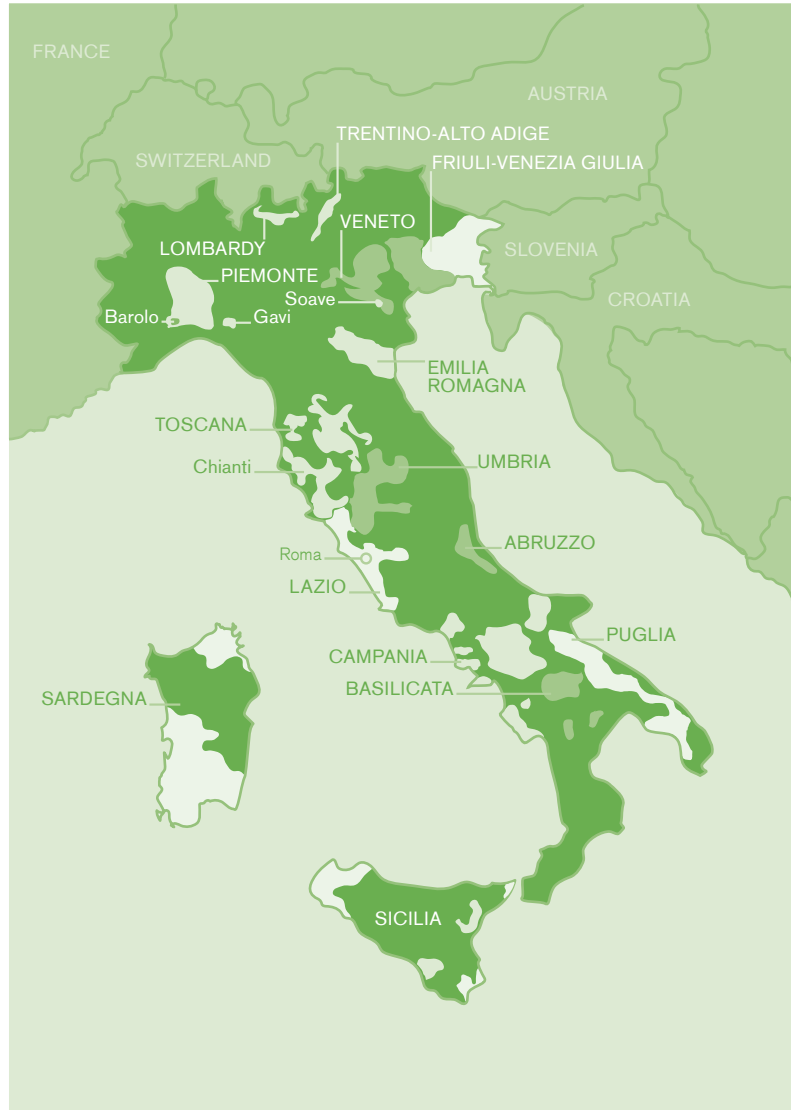 FRANCE
AUSTRIA
TRENTINO-ALTO ADIGE
SWITZERLAND
FRIULI-VENEZIA GIULIA
VENETO
LOMBARDY
SLOVENIA
PIEMONTE
CROATIA
Soave
Barolo
Gavi
EMILIA
ROMAGNA
TOSCANA
Chianti
UMBRIA
ABRUZZO
Roma
LAZIO
PUGLIA
CAMPANIA
BASILICATA
SARDEGNA
SICILIA